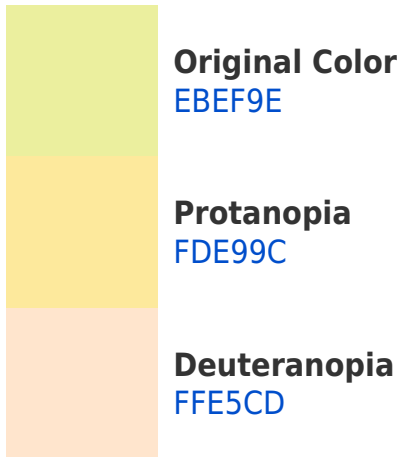 Original Color
EBEF9E
Protanopia
FDE99C
Deuteranopia
FFE5CD